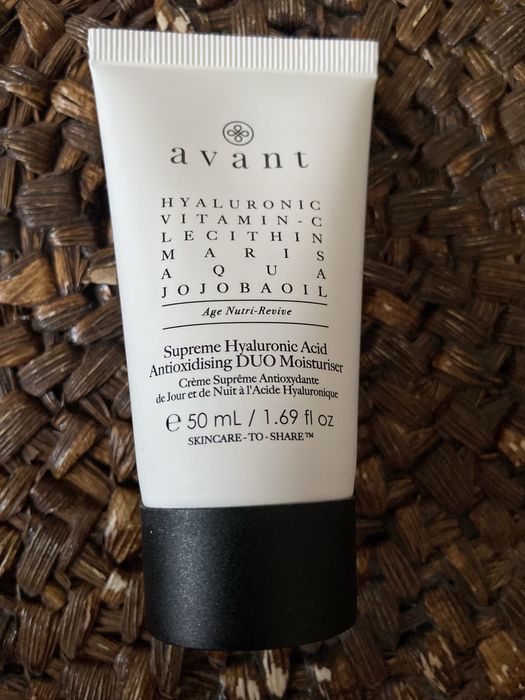 avant
HYALURONIC
VITAMIN-C
LECITHIN
MARIS
AQUA
JOJOBAOIL
Age Nutri-Revive
Supreme Hyaluronic Acid
Antioxidising DUO Moisturiser
Crème Suprême Antioxydante
de Jour et de Nuit à l'Acide Hyaluronique
℮ 50 mL / 1.69 fl oz
SKINCARE-TO-SHARE™